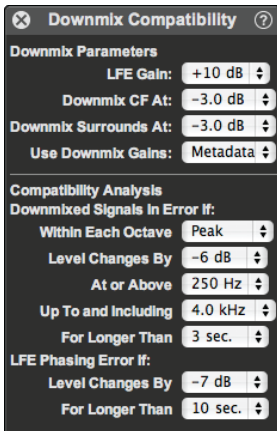 Downmix Compatibility ?
Downmix Parameters
LFE Gain: +10 dB
Downmix CF At: -3.0 dB
Downmix Surrounds At: -3.0 dB
Use Downmix Gains: Metadata
Compatibility Analysis
Downmixed Signals in Error If:
Within Each Octave Peak
Level Changes By -6 dB
At or Above 250 Hz
Up To and Including 4.0 kHz
For Longer Than 3 sec.
LFE Phasing Error If:
Level Changes By -7 dB
For Longer Than 10 sec.